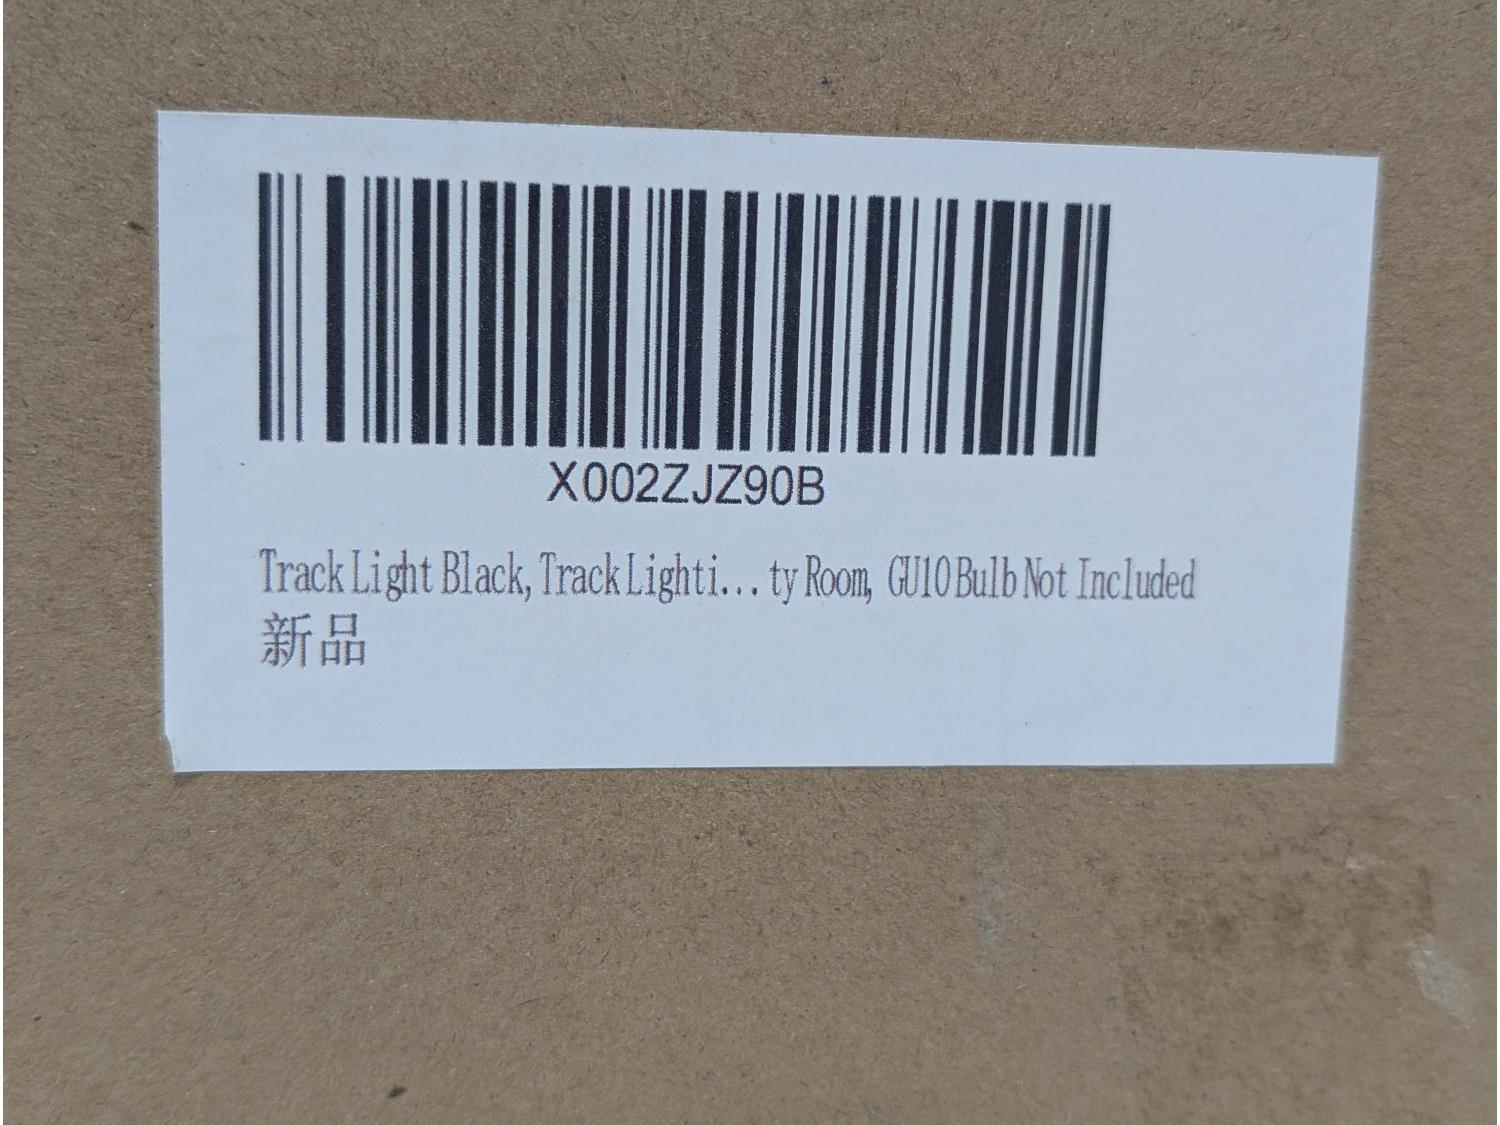 X002ZJZ90B
Track Light Black, Track Lighti... ty Room, GU10 Bulb Not Included
新品